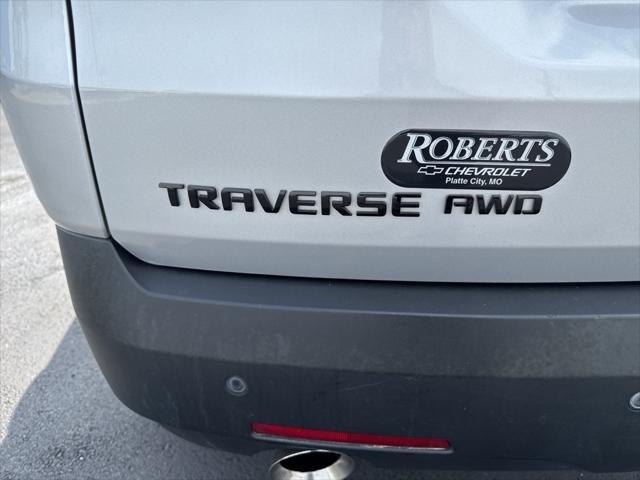 ROBERTS
CHEVROLET
Platte City, MO
TRAVERSE AWD